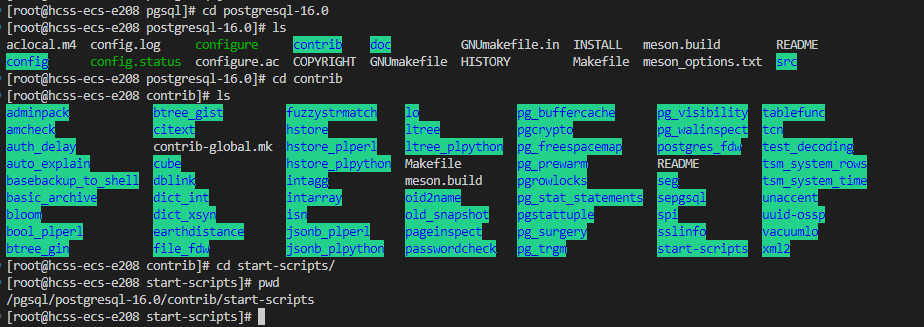 [root@hcss-ecs-e208 pgsql]# cd postgresql-16.0
[root@hcss-ecs-e208 postgresql-16.0]# ls
aclocal.m4 config.log configure contrib doc GNUmakefile.in INSTALL meson.build README
config config.status configure.ac COPYRIGHT GNUmakefile HISTORY Makefile meson_options.txt src
[root@hcss-ecs-e208 postgresql-16.0]# cd contrib
[root@hcss-ecs-e208 contrib]# ls
adminpack btree_gist fuzzystrmatch lo pg_buffercache pg_visibility tablefunc
amcheck citext hstore ltree pgcrypto pg_walinspect tcn
auth_delay contrib-global.mk hstore_plperl ltree_plpython pg_freespacemap postgres_fdw test_decoding
auto_explain cube hstore_plpython Makefile pg_prewarm README tsm_system_rows
basebackup_to_shell dblink intagg meson.build pgrowlocks seg tsm_system_time
basic_archive dict_int intarray oid2name pg_stat_statements sepgsql unaccent
bloom dict_xsyn isn old_snapshot pgstattuple spi uuid-ossp
bool_plperl earthdistance jsonb_plperl pageinspect pg_surgery sslinfo vacuumlo
btree_gin file_fdw jsonb_plpython passwordcheck pg_trgm start-scripts xml2
[root@hcss-ecs-e208 contrib]# cd start-scripts/
[root@hcss-ecs-e208 start-scripts]# pwd
/pgsql/postgresql-16.0/contrib/start-scripts
[root@hcss-ecs-e208 start-scripts]#